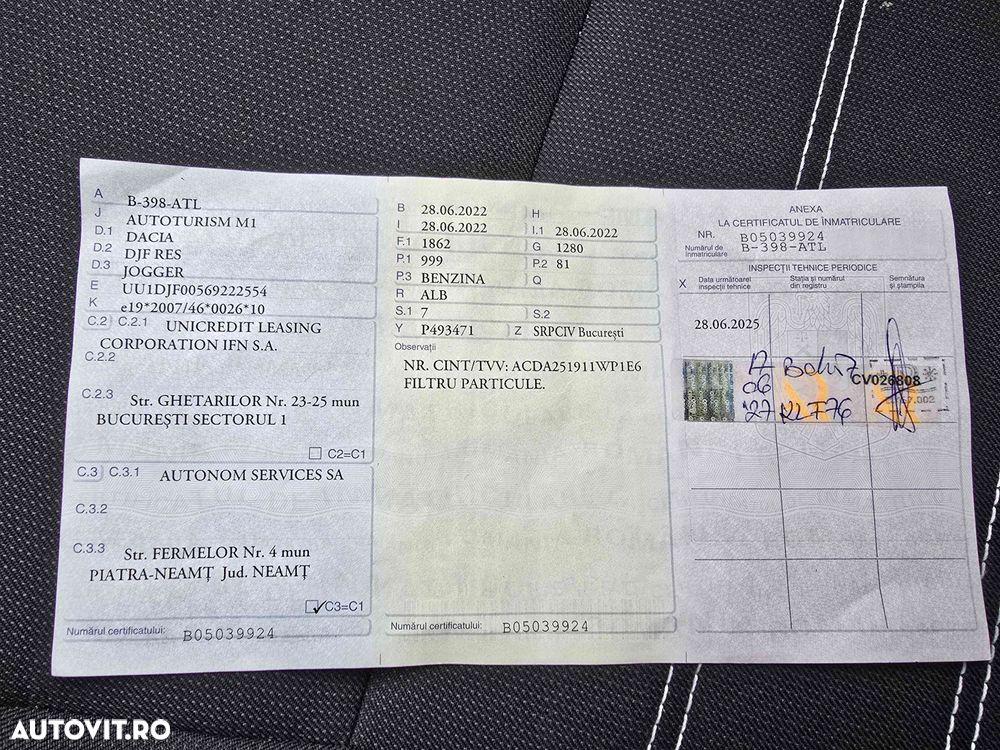 A B-398-ATL
J AUTOTURISM M1
D.1 DACIA
D.2 DJF RES
D.3 JOGGER
E UU1DJF00569222554
K e19*2007/46*0026*10
C.2 C.2.1 UNICREDIT LEASING
CORPORATION IFN S.A.
C.2.2
C.2.3 Str. GHETARILOR Nr. 23-25 mun
BUCUREȘTI SECTORUL 1
C2=C1
C.3 C.3.1 AUTONOM SERVICES SA
C.3.2
C.3.3 Str. FERMELOR Nr. 4 mun
PIATRA-NEAMȚ Jud. NEAMȚ
C3=C1
Numărul certificatului: B05039924
B 28.06.2022 H
I 28.06.2022 I.1 28.06.2022
F.1 1862 G 1280
P.1 999 P.2 81
P.3 BENZINA Q
R ALB
S.1 7 S.2
Y P493471 Z SRPCIV București
Observații
NR. CINT/TVV: ACDA251911WP1E6
FILTRU PARTICULE.
Numărul certificatului: B05039924
ANEXA
LA CERTIFICATUL DE ÎNMATRICULARE
NR. B05039924
Numărul de înmatriculare B-398-ATL
INSPECȚII TEHNICE PERIODICE
X Data următoarei inspecții tehnice Stația și numărul din registru Semnătura și ștampila
28.06.2025
CV026808
06
'27
AUTOVIT.RO